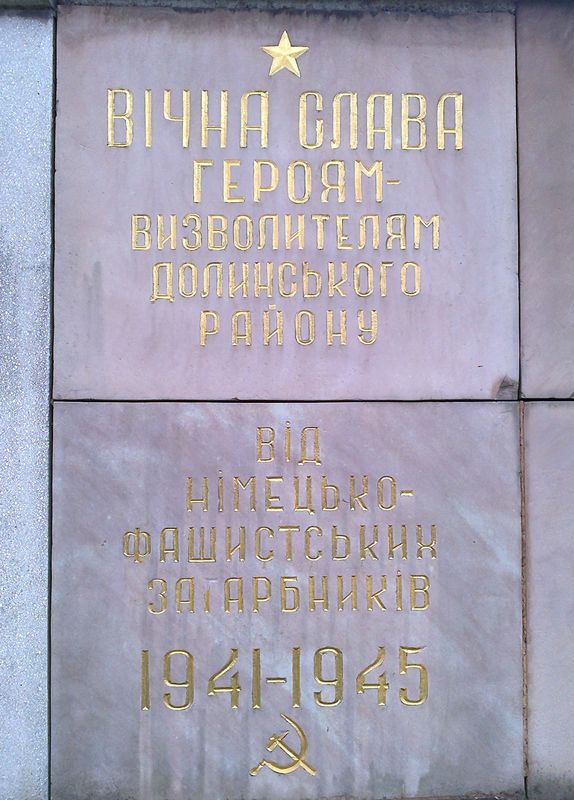 ВІЧНА СЛАВА
ГЕРОЯМ-
ВИЗВОЛИТЕЛЯМ
ДОЛИНСЬКОГО
РАЙОНУ
ВІД
НІМЕЦЬКО-
ФАШИСТСЬКИХ
ЗАГАРБНИКІВ
1941-1945